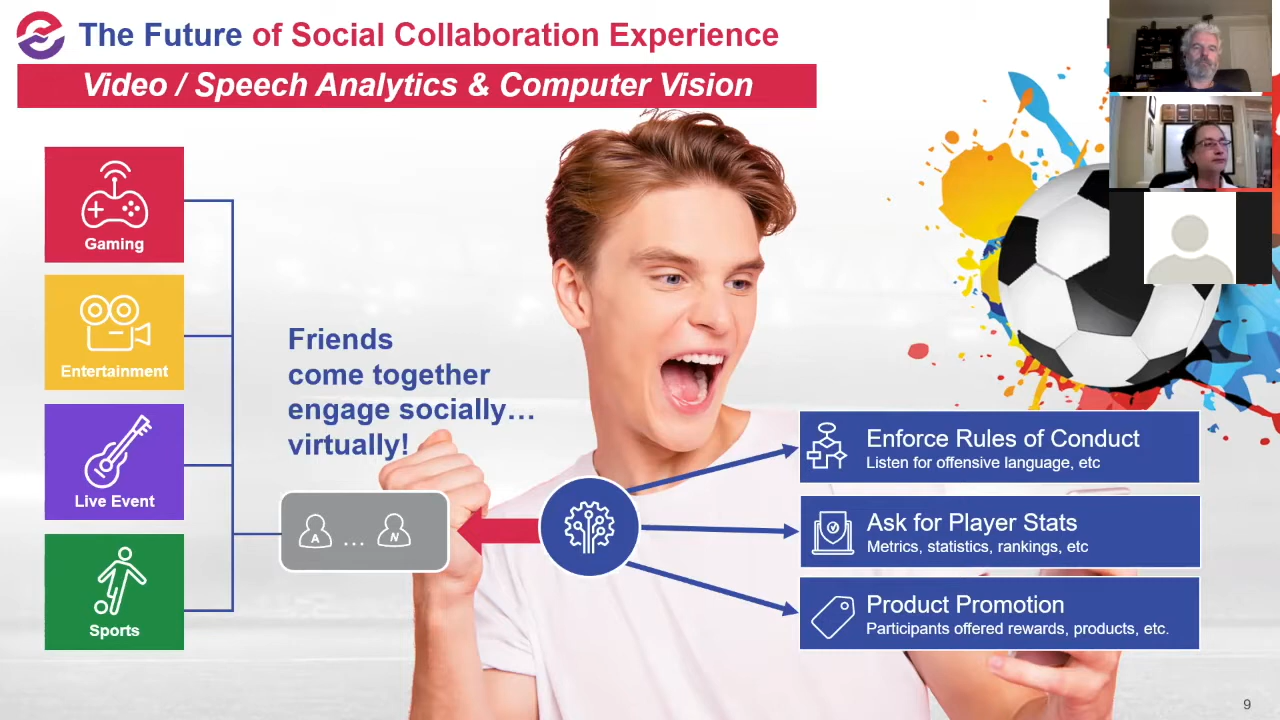 The Future of Social Collaboration Experience
Video / Speech Analytics & Computer Vision
Gaming
Entertainment
Live Event
Sports
Friends
come together
engage socially…
virtually!
A ... N
Enforce Rules of Conduct
Listen for offensive language, etc
Ask for Player Stats
Metrics, statistics, rankings, etc
Product Promotion
Participants offered rewards, products, etc.
9